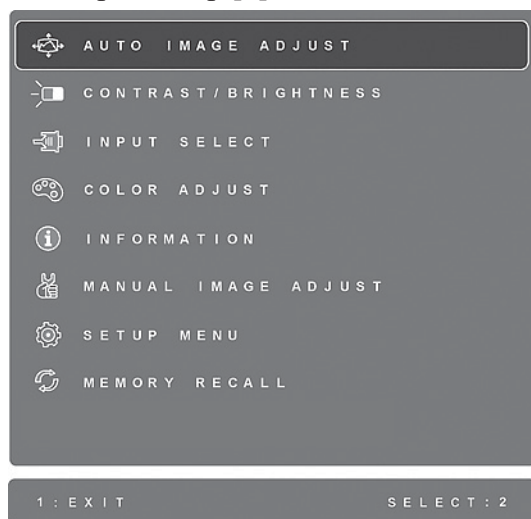 AUTO IMAGE ADJUST
CONTRAST/BRIGHTNESS
INPUT SELECT
COLOR ADJUST
INFORMATION
MANUAL IMAGE ADJUST
SETUP MENU
MEMORY RECALL
1:EXIT SELECT:2